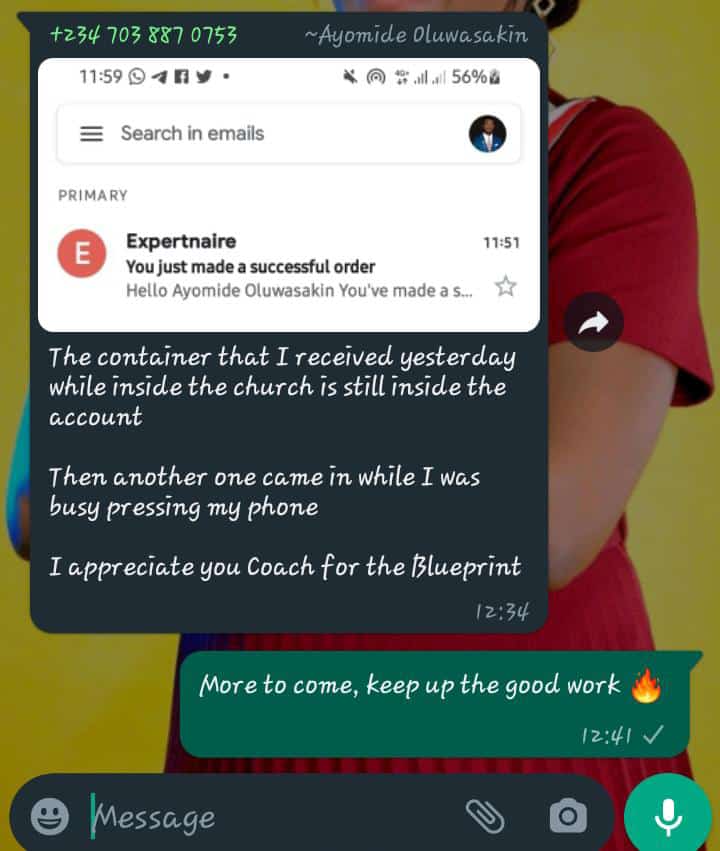 +234 703 887 0753 ~Ayomide Oluwasakin
11:59 56%
Search in emails
PRIMARY
Expertnaire 11:51
E
You just made a successful order
Hello Ayomide Oluwasakin You've made a s...
The container that I received yesterday
while inside the church is still inside the
account
Then another one came in while I was
busy pressing my phone
I appreciate you Coach for the Blueprint
12:34
More to come, keep up the good work 🔥
12:41
Message